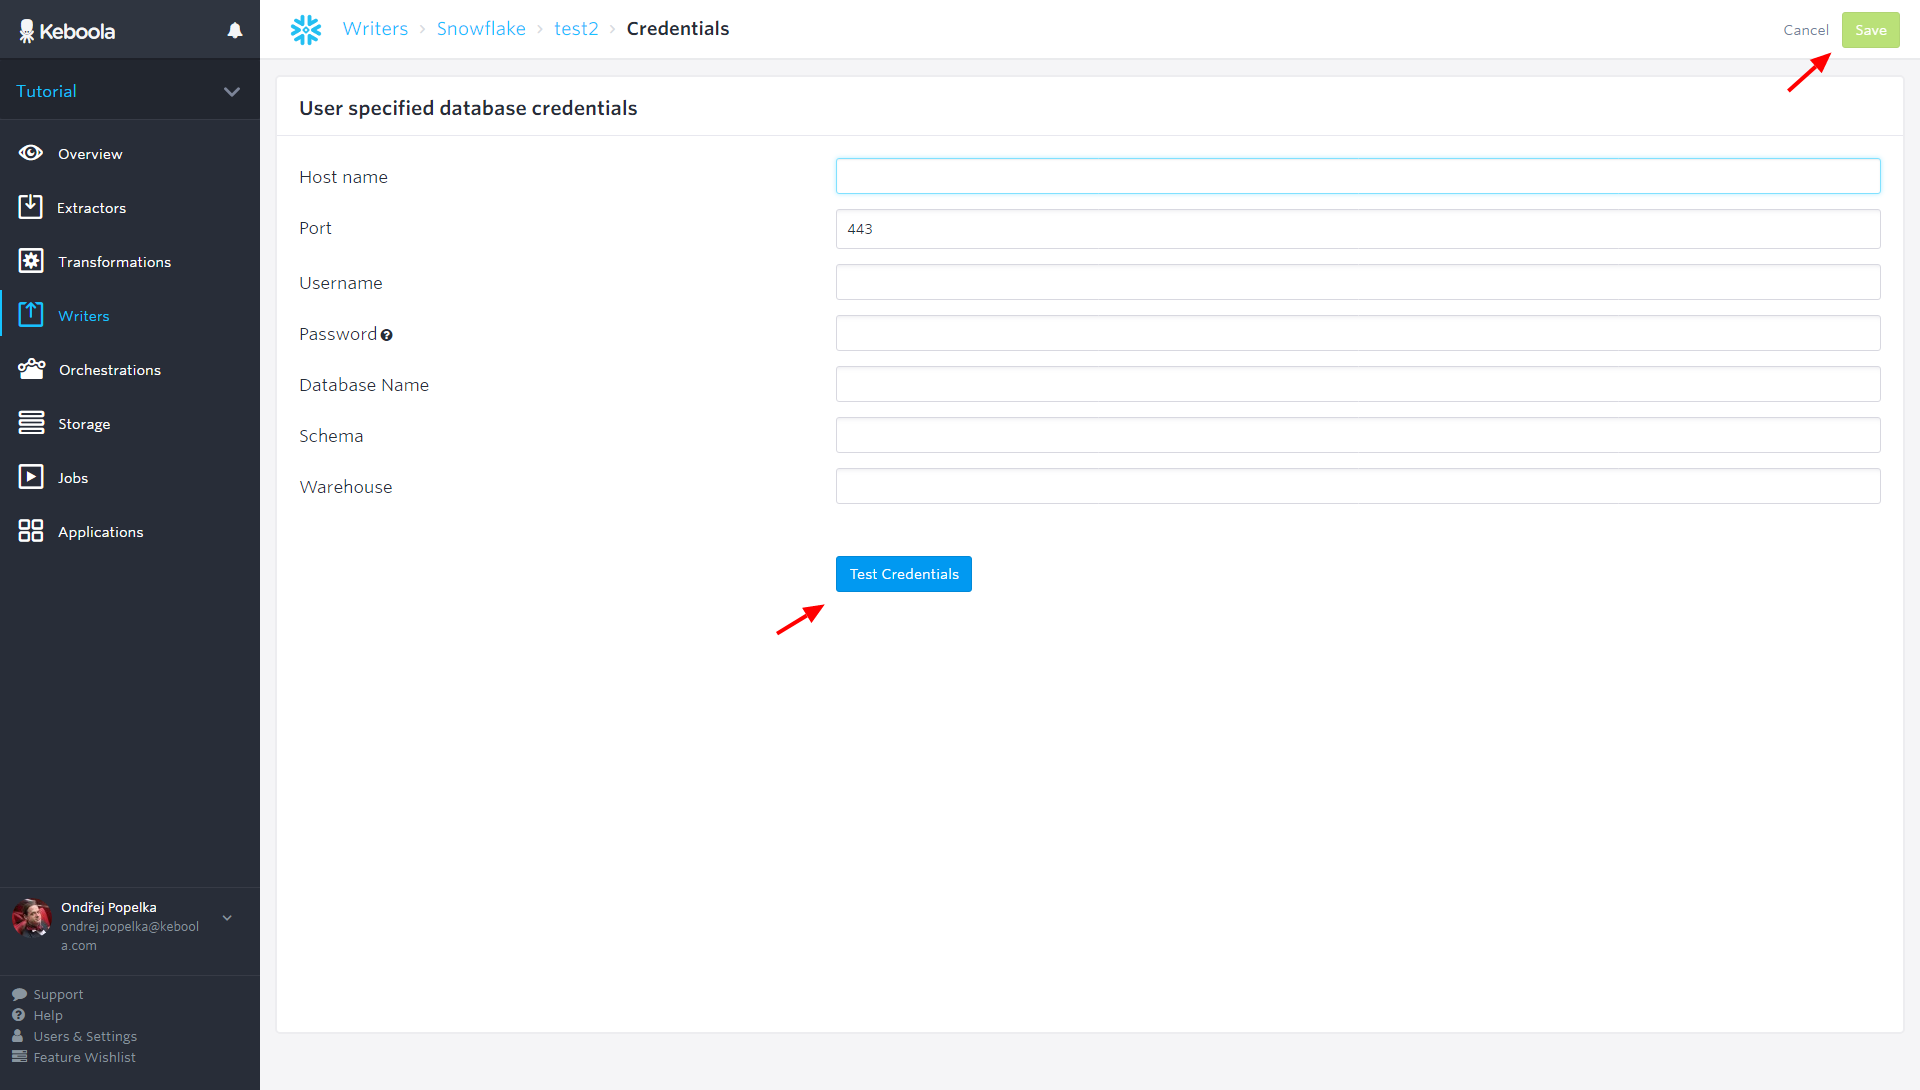 Keboola
Writers › Snowflake › test2 › Credentials
Cancel
Save
Tutorial
Overview
Extractors
Transformations
Writers
Orchestrations
Storage
Jobs
Applications
User specified database credentials
Host name
Port
443
Username
Password
Database Name
Schema
Warehouse
Test Credentials
Ondřej Popelka
ondrej.popelka@kebool
a.com
Support
Help
Users & Settings
Feature Wishlist